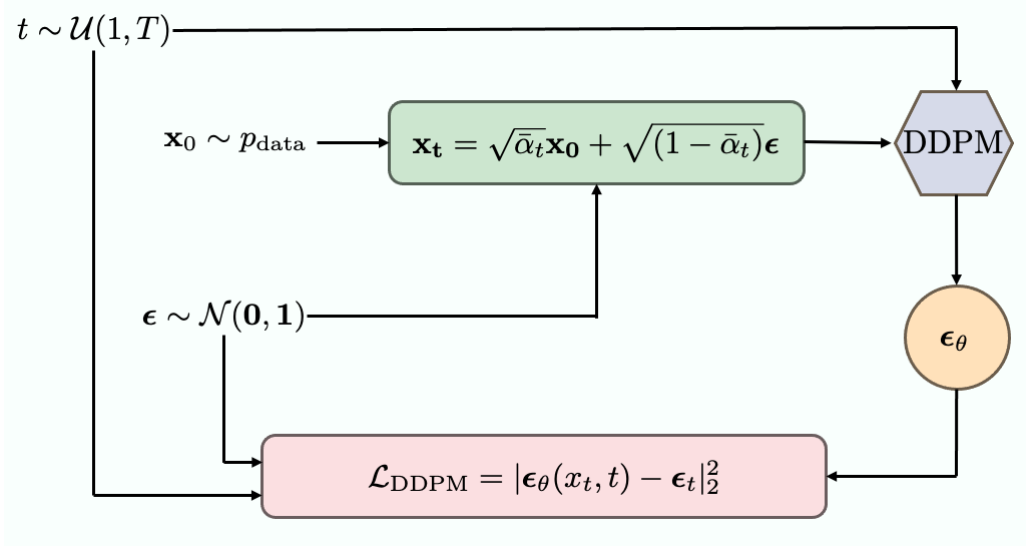 t ∼ 𝒰(1, T)
x₀ ∼ p_data
𝐱ₜ = √ᾱₜ 𝐱₀ + √(1 − ᾱₜ) ϵ
DDPM
ϵ ∼ 𝒩(𝟎, 𝟏)
ϵ_θ
ℒ_DDPM = |ϵ_θ(xₜ, t) − ϵₜ|₂²